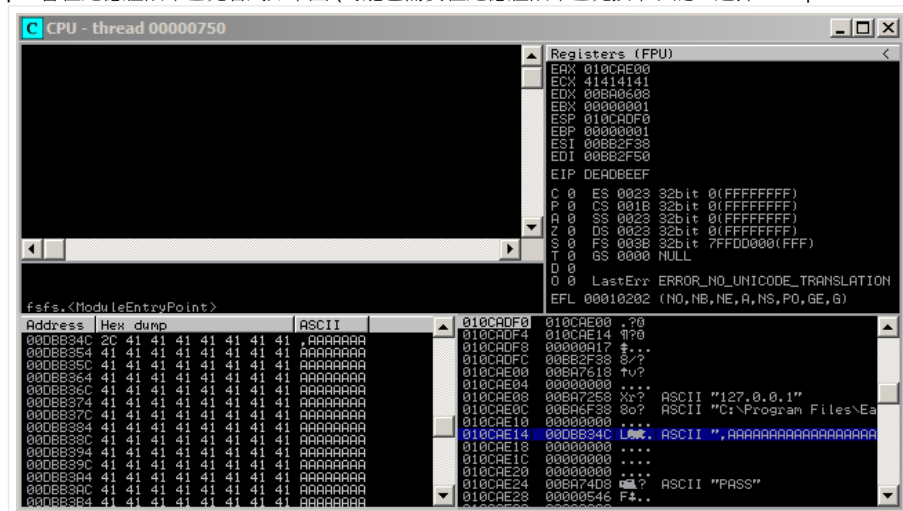 CPU - thread 00000750
Registers (FPU) <
EAX 010CAE00
ECX 41414141
EDX 00BA0608
EBX 00000001
ESP 010CADF0
EBP 00000001
ESI 00BB2F38
EDI 00BB2F50
EIP DEADBEEF
C 0 ES 0023 32bit 0(FFFFFFFF)
P 0 CS 001B 32bit 0(FFFFFFFF)
A 0 SS 0023 32bit 0(FFFFFFFF)
Z 0 DS 0023 32bit 0(FFFFFFFF)
S 0 FS 003B 32bit 7FFDD000(FFF)
T 0 GS 0000 NULL
D 0
O 0 LastErr ERROR_NO_UNICODE_TRANSLATION
EFL 00010202 (NO,NB,NE,A,NS,PO,GE,G)
fsfs.<ModuleEntryPoint>
Address Hex dump ASCII
00DBB34C 2C 41 41 41 41 41 41 41 ,AAAAAAA
00DBB354 41 41 41 41 41 41 41 41 AAAAAAAA
00DBB35C 41 41 41 41 41 41 41 41 AAAAAAAA
00DBB364 41 41 41 41 41 41 41 41 AAAAAAAA
00DBB36C 41 41 41 41 41 41 41 41 AAAAAAAA
00DBB374 41 41 41 41 41 41 41 41 AAAAAAAA
00DBB37C 41 41 41 41 41 41 41 41 AAAAAAAA
00DBB384 41 41 41 41 41 41 41 41 AAAAAAAA
00DBB38C 41 41 41 41 41 41 41 41 AAAAAAAA
00DBB394 41 41 41 41 41 41 41 41 AAAAAAAA
00DBB39C 41 41 41 41 41 41 41 41 AAAAAAAA
00DBB3A4 41 41 41 41 41 41 41 41 AAAAAAAA
00DBB3AC 41 41 41 41 41 41 41 41 AAAAAAAA
00DBB3B4 41 41 41 41 41 41 41 41 AAAAAAAA
010CADF0 010CAE00 .?0
010CADF4 010CAE14 ¶?0
010CADF8 00000A17
010CADFC 00BB2F38 8/?
010CAE00 00BA7618 ↑v?
010CAE04 00000000 ....
010CAE08 00BA7258 Xr? ASCII "127.0.0.1"
010CAE0C 00BA6F38 8o? ASCII "C:\Program Files\Ea
010CAE10 00000000 ....
010CAE14 00DBB34C ASCII ",AAAAAAAAAAAAAAAAAA
010CAE18 00000000 ....
010CAE1C 00000000 ....
010CAE20 00000000 ....
010CAE24 00BA74D8 ASCII "PASS"
010CAE28 00000546 F‡..